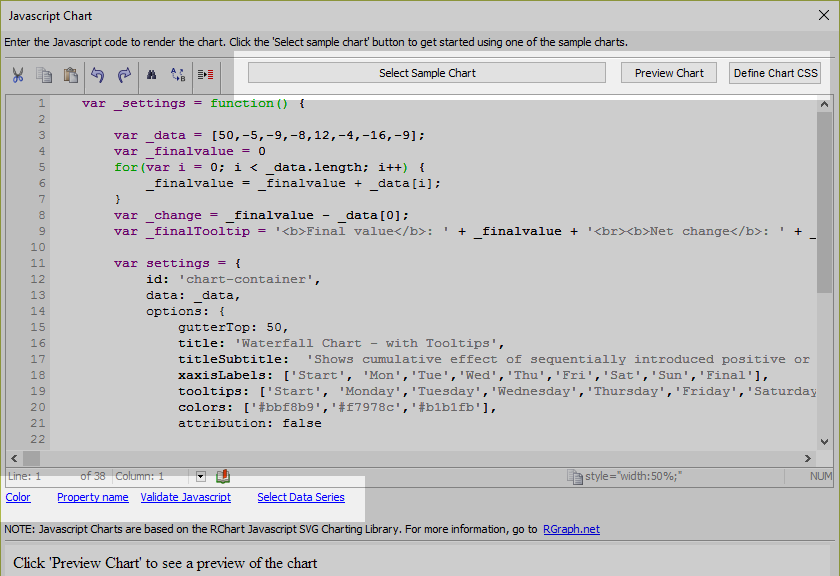 Javascript Chart
Enter the Javascript code to render the chart. Click the 'Select sample chart' button to get started using one of the sample charts.
Select Sample Chart Preview Chart Define Chart CSS
1 var _settings = function() {
2
3 var _data = [50,-5,-9,-8,12,-4,-16,-9];
4 var _finalvalue = 0
5 for(var i = 0; i < _data.length; i++) {
6 _finalvalue = _finalvalue + _data[i];
7 }
8 var _change = _finalvalue - _data[0];
9 var _finalTooltip = '<b>Final value</b>: ' + _finalvalue + '<br><b>Net change</b>: ' + _
10
11 var settings = {
12 id: 'chart-container',
13 data: _data,
14 options: {
15 gutterTop: 50,
16 title: 'Waterfall Chart - with Tooltips',
17 titleSubtitle: 'Shows cumulative effect of sequentially introduced positive or
18 xaxisLabels: ['Start', 'Mon','Tue','Wed','Thu','Fri','Sat','Sun','Final'],
19 tooltips: ['Start', 'Monday','Tuesday','Wednesday','Thursday','Friday','Saturday
20 colors: ['#bbf8b9','#f7978c','#b1b1fb'],
21 attribution: false
22
Line: 1 of 38 Column: 1 style="width:50%;" NUM
Color Property name Validate Javascript Select Data Series
NOTE: Javascript Charts are based on the RChart Javascript SVG Charting Library. For more information, go to RGraph.net
Click 'Preview Chart' to see a preview of the chart